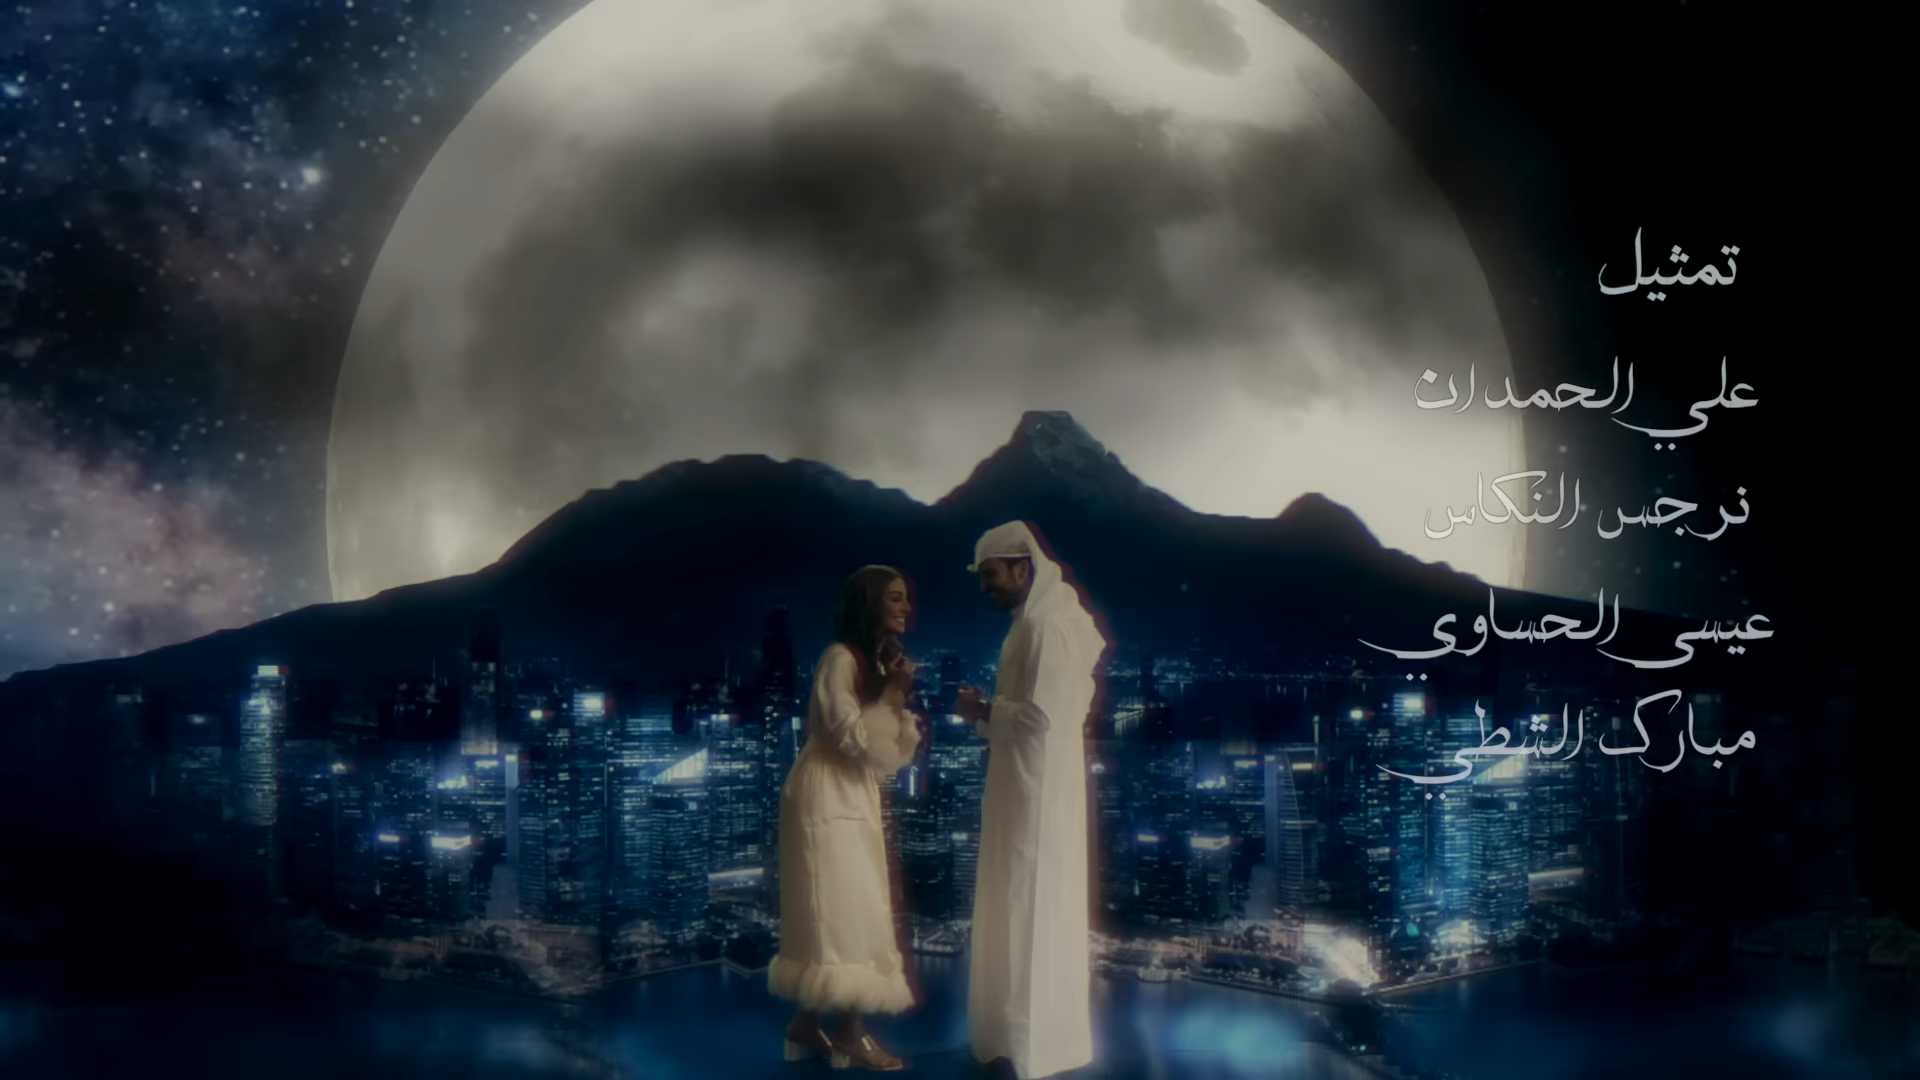 تمثيل
علي الحمدان
نرجس النكاس
عيسى الحساوي
مبارك الشطي